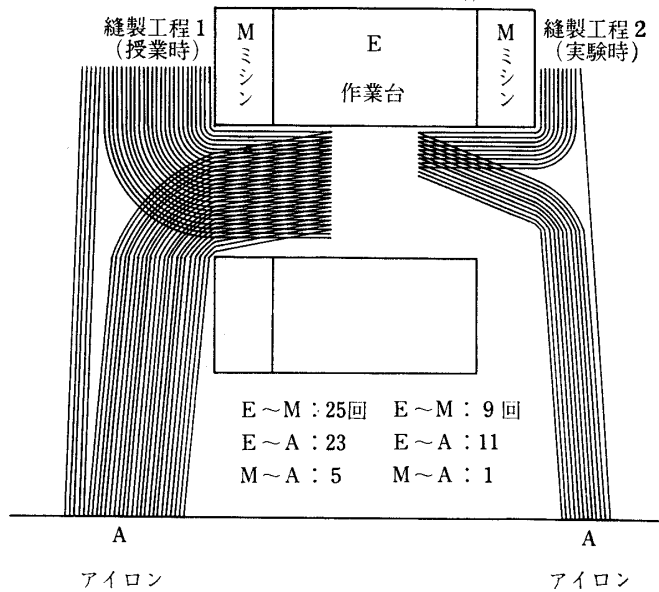 縫製工程1
(授業時)
Mミシン
E
作業台
Mミシン
縫製工程2
(実験時)
E～M:25回 E～M:9回
E～A:23 E～A:11
M～A:5 M～A:1
A
アイロン
A
アイロン